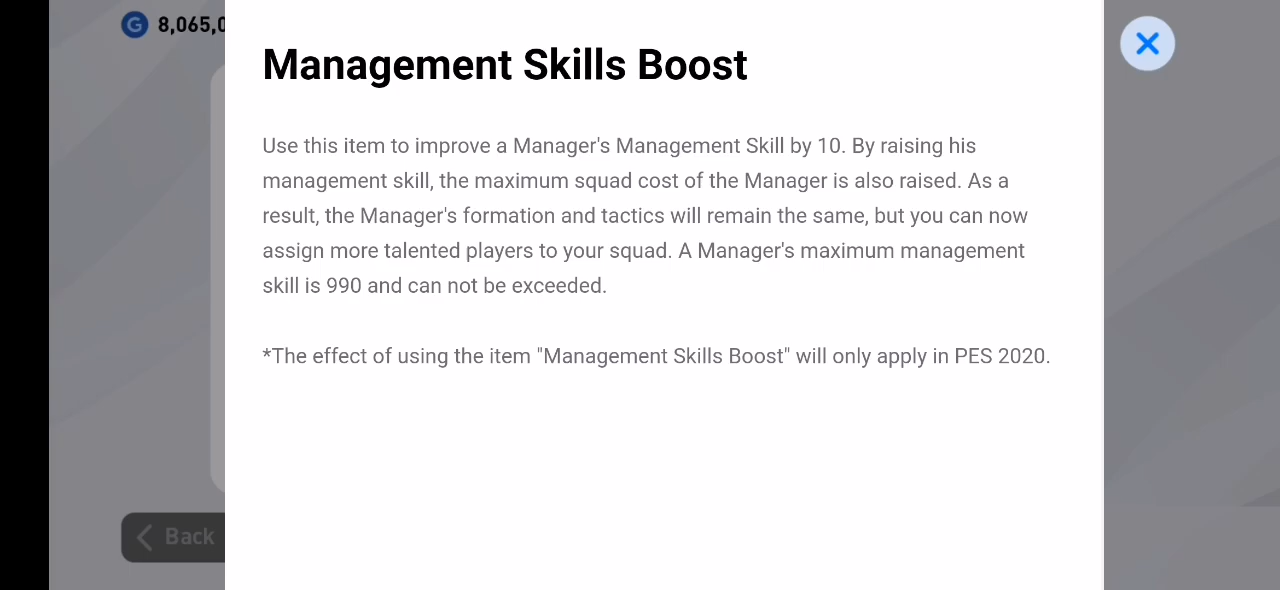 G 8,065,0
Management Skills Boost
Use this item to improve a Manager's Management Skill by 10. By raising his
management skill, the maximum squad cost of the Manager is also raised. As a
result, the Manager's formation and tactics will remain the same, but you can now
assign more talented players to your squad. A Manager's maximum management
skill is 990 and can not be exceeded.
*The effect of using the item "Management Skills Boost" will only apply in PES 2020.
Back